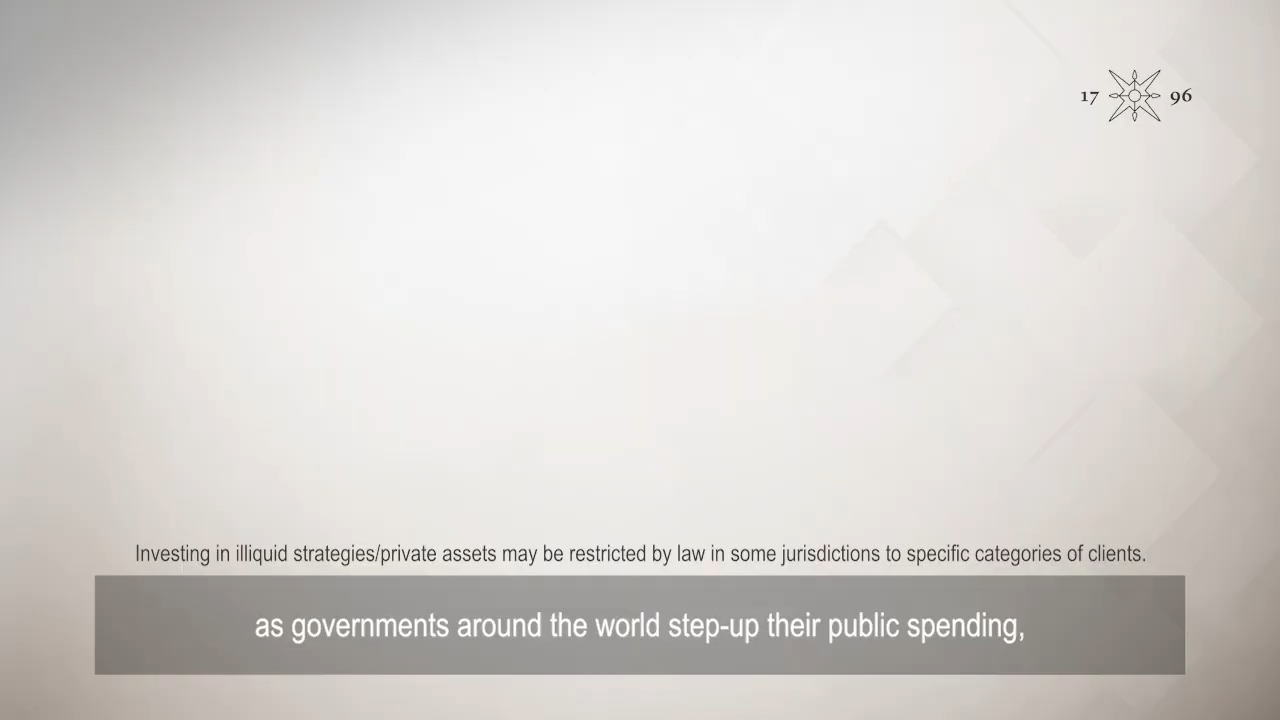 17 96
Investing in illiquid strategies/private assets may be restricted by law in some jurisdictions to specific categories of clients.
as governments around the world step-up their public spending,